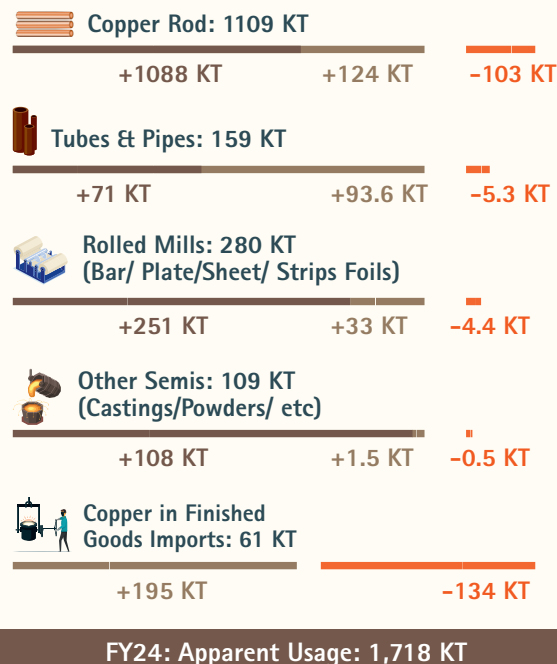 Copper Rod: 1109 KT
+1088 KT +124 KT -103 KT
Tubes & Pipes: 159 KT
+71 KT +93.6 KT -5.3 KT
Rolled Mills: 280 KT
(Bar/ Plate/Sheet/ Strips Foils)
+251 KT +33 KT -4.4 KT
Other Semis: 109 KT
(Castings/Powders/ etc)
+108 KT +1.5 KT -0.5 KT
Copper in Finished
Goods Imports: 61 KT
+195 KT -134 KT
FY24: Apparent Usage: 1,718 KT